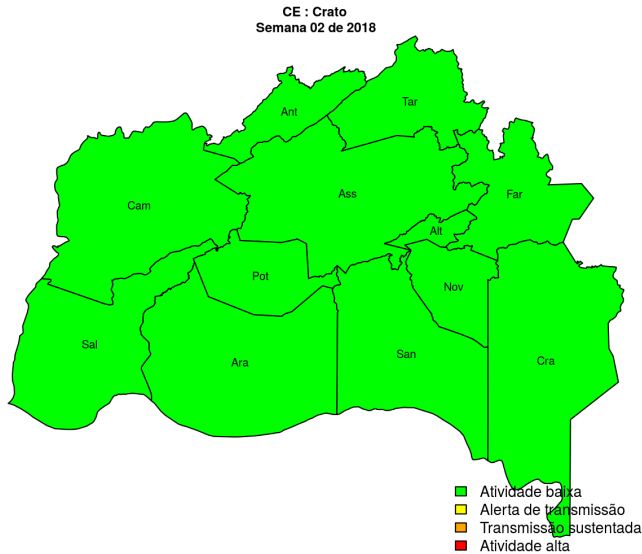 CE : Crato
Semana 02 de 2018
Tar
Ant
Ass
Far
Cam
Alt
Pot
Nov
Sal
San
Cra
Ara
Atividade baixa
Alerta de transmissão
Transmissão sustentada
Atividade alta